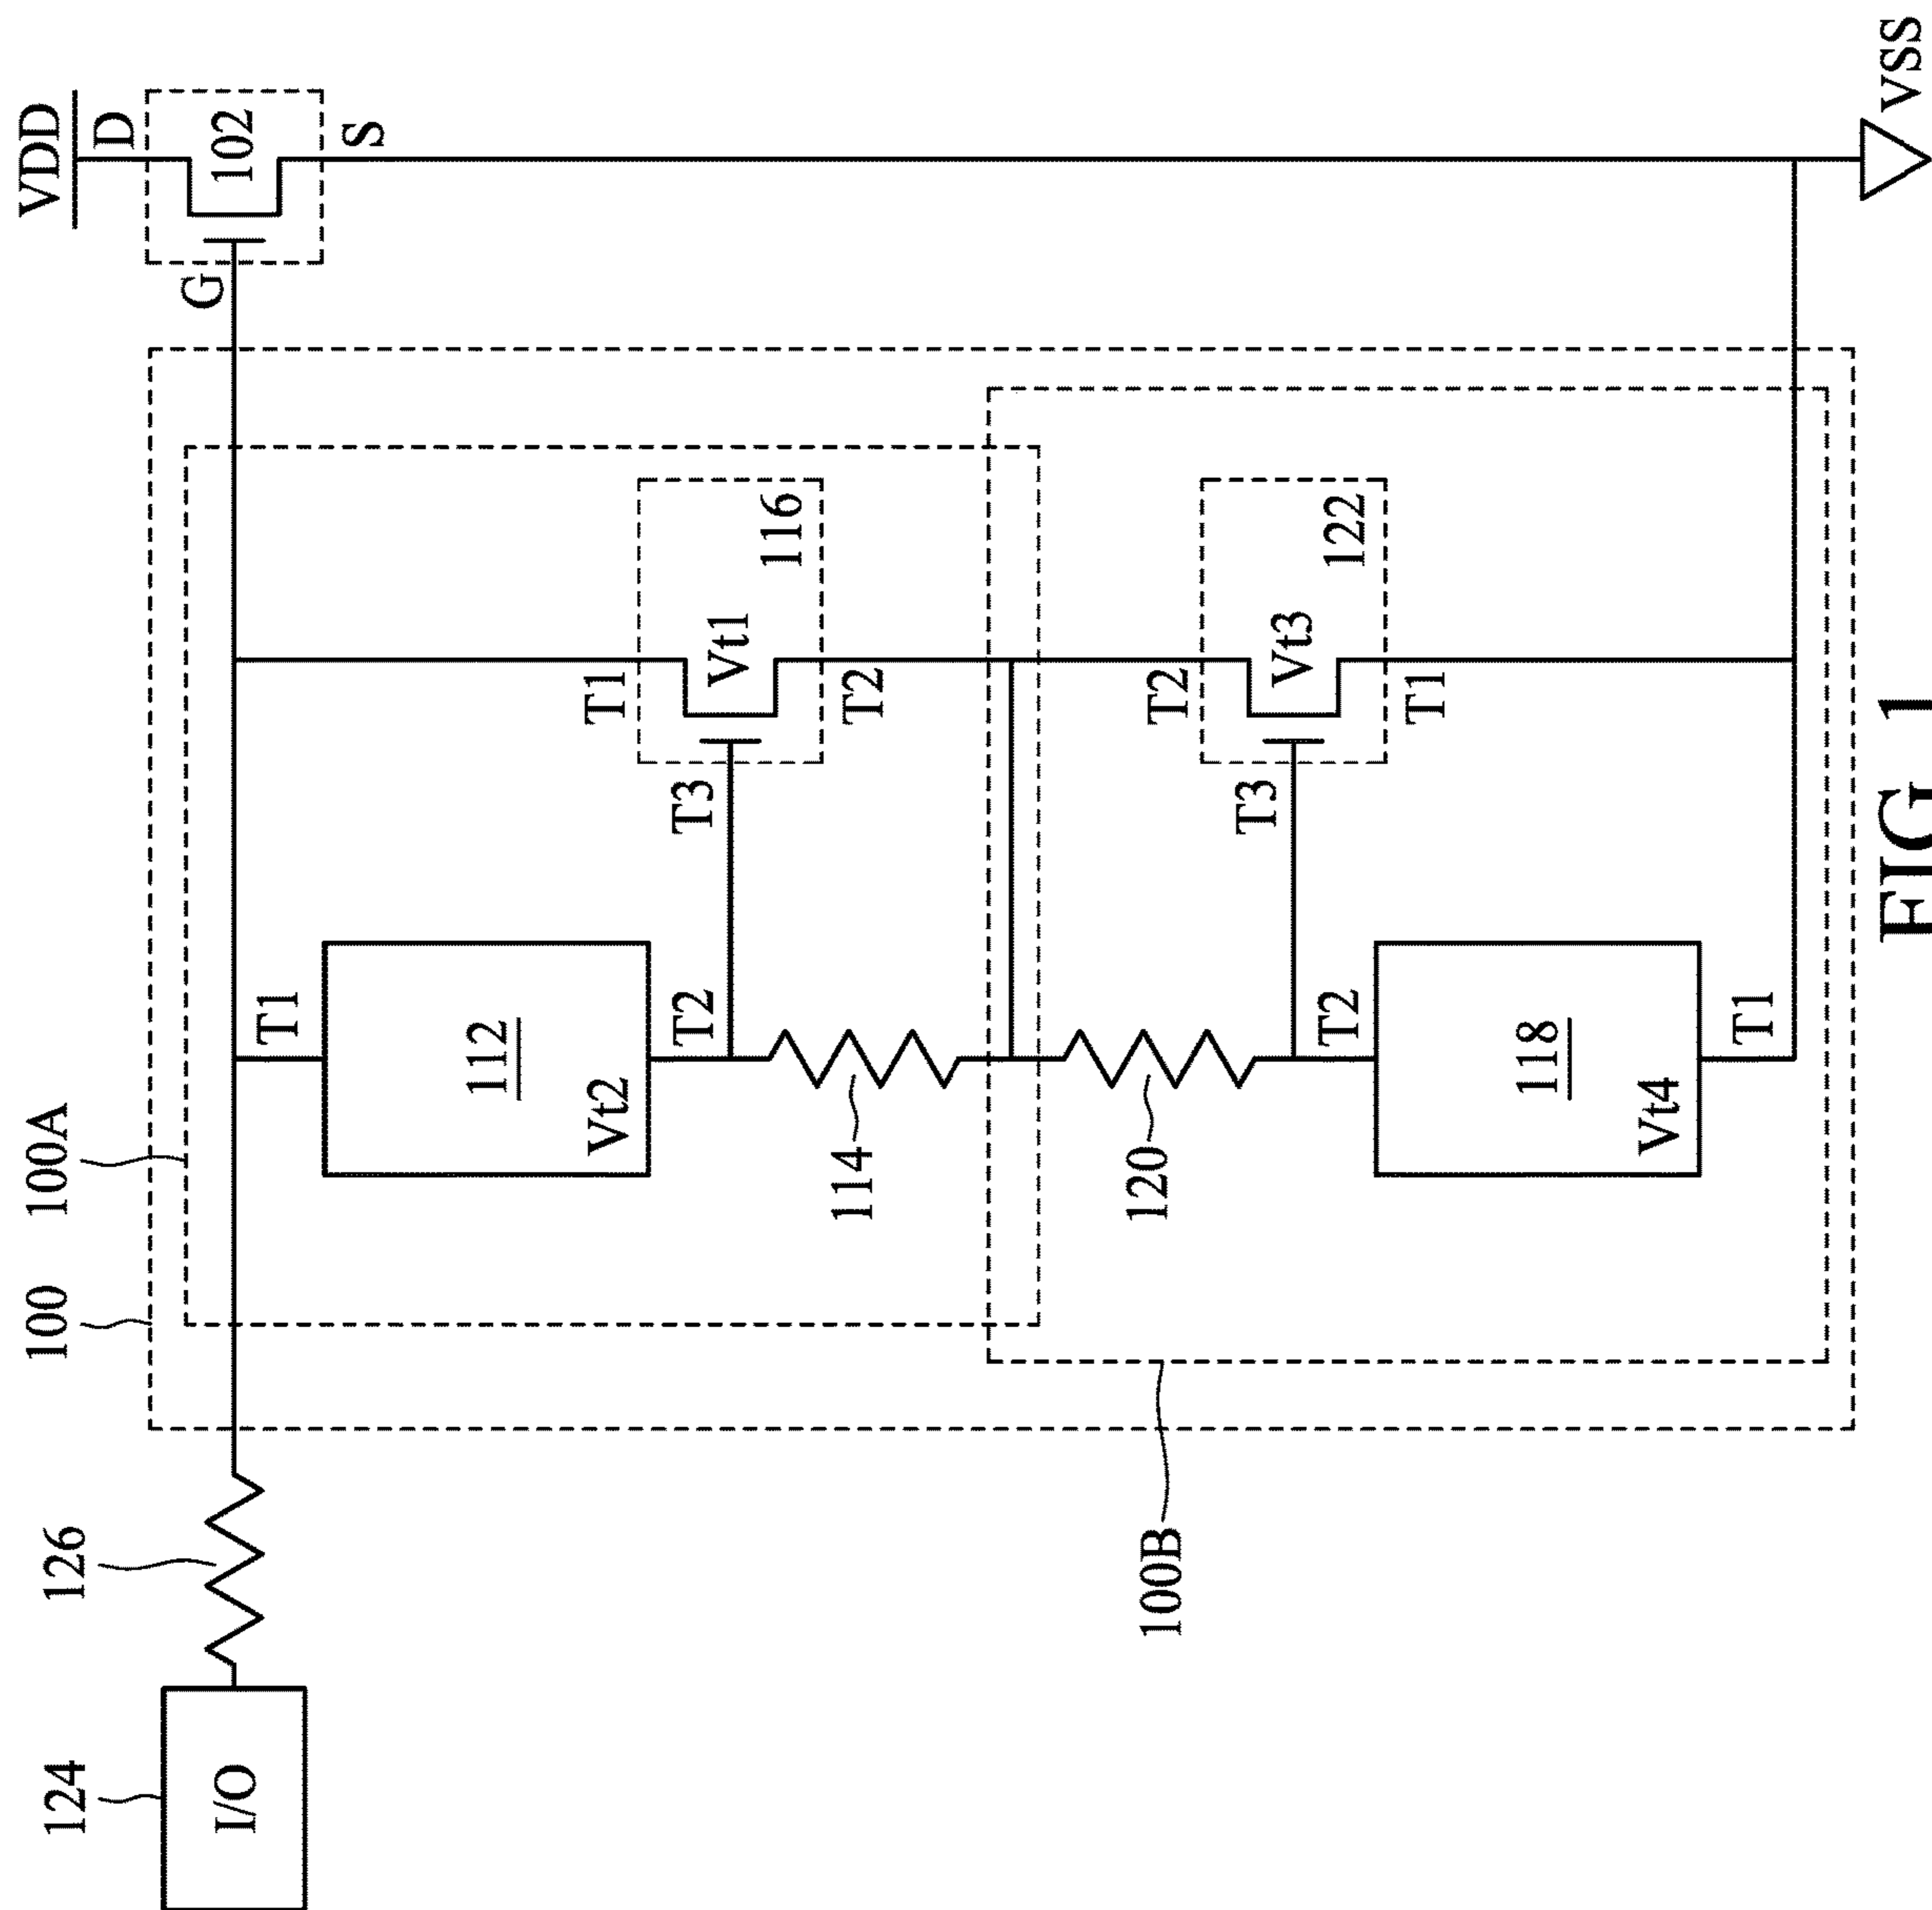 VDD
D
102
S
G
VSS
100
100A
124
I/O
126
T1
112
Vt2
T2
T3
T1
Vt1
116
T2
114
120
T2
Vt3
122
T1
T3
T2
118
Vt4
T1
100B
FIG. 1